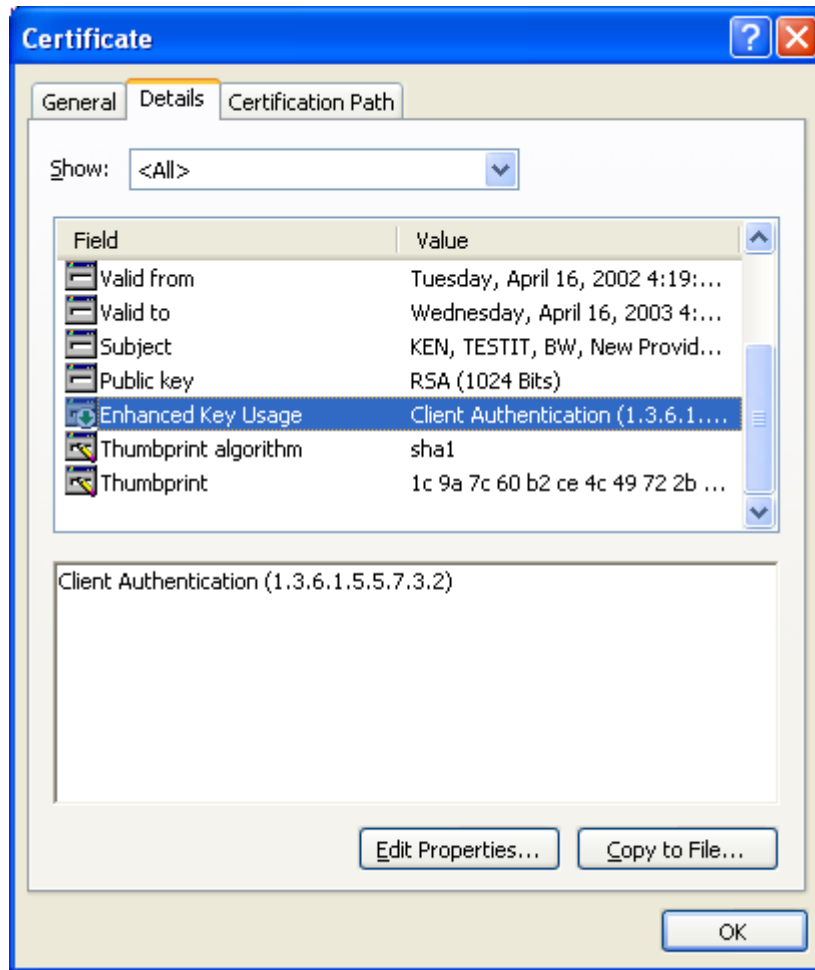 Certificate
General Details Certification Path
Show: <All>
Field Value
Valid from Tuesday, April 16, 2002 4:19:...
Valid to Wednesday, April 16, 2003 4:...
Subject KEN, TESTIT, BW, New Provid...
Public key RSA (1024 Bits)
Enhanced Key Usage Client Authentication (1.3.6.1....
Thumbprint algorithm sha1
Thumbprint 1c 9a 7c 60 b2 ce 4c 49 72 2b ...
Client Authentication (1.3.6.1.5.5.7.3.2)
Edit Properties... Copy to File...
OK